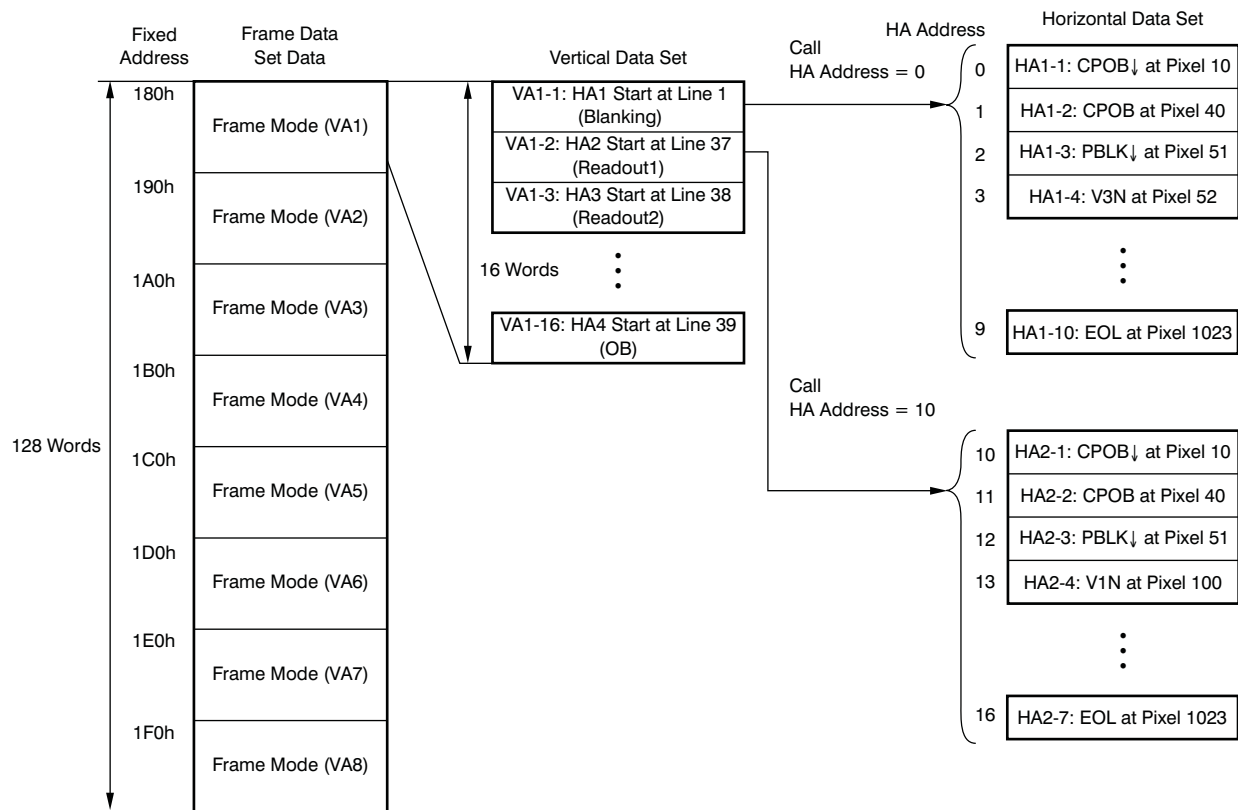 Fixed
Address
Frame Data
Set Data
180h
Frame Mode (VA1)
190h
Frame Mode (VA2)
1A0h
Frame Mode (VA3)
1B0h
Frame Mode (VA4)
1C0h
Frame Mode (VA5)
1D0h
Frame Mode (VA6)
1E0h
Frame Mode (VA7)
1F0h
Frame Mode (VA8)
128 Words
Vertical Data Set
VA1-1: HA1 Start at Line 1
(Blanking)
VA1-2: HA2 Start at Line 37
(Readout1)
VA1-3: HA3 Start at Line 38
(Readout2)
16 Words
VA1-16: HA4 Start at Line 39
(OB)
Call
HA Address = 0
HA Address
Horizontal Data Set
0
HA1-1: CPOB↓ at Pixel 10
1
HA1-2: CPOB at Pixel 40
2
HA1-3: PBLK↓ at Pixel 51
3
HA1-4: V3N at Pixel 52
9
HA1-10: EOL at Pixel 1023
Call
HA Address = 10
10
HA2-1: CPOB↓ at Pixel 10
11
HA2-2: CPOB at Pixel 40
12
HA2-3: PBLK↓ at Pixel 51
13
HA2-4: V1N at Pixel 100
16
HA2-7: EOL at Pixel 1023